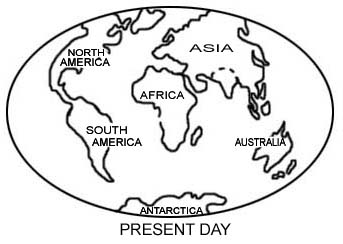 NORTH
AMERICA
ASIA
AFRICA
SOUTH
AMERICA
AUSTRALIA
ANTARCTICA
PRESENT DAY